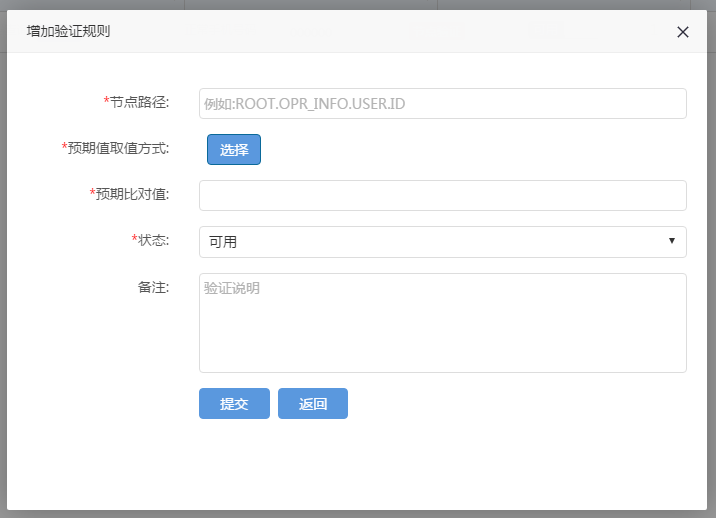 增加验证规则
*节点路径: 例如:ROOT.OPR_INFO.USER.ID
*预期值取值方式: 选择
*预期比对值:
*状态: 可用
备注: 验证说明
提交 返回